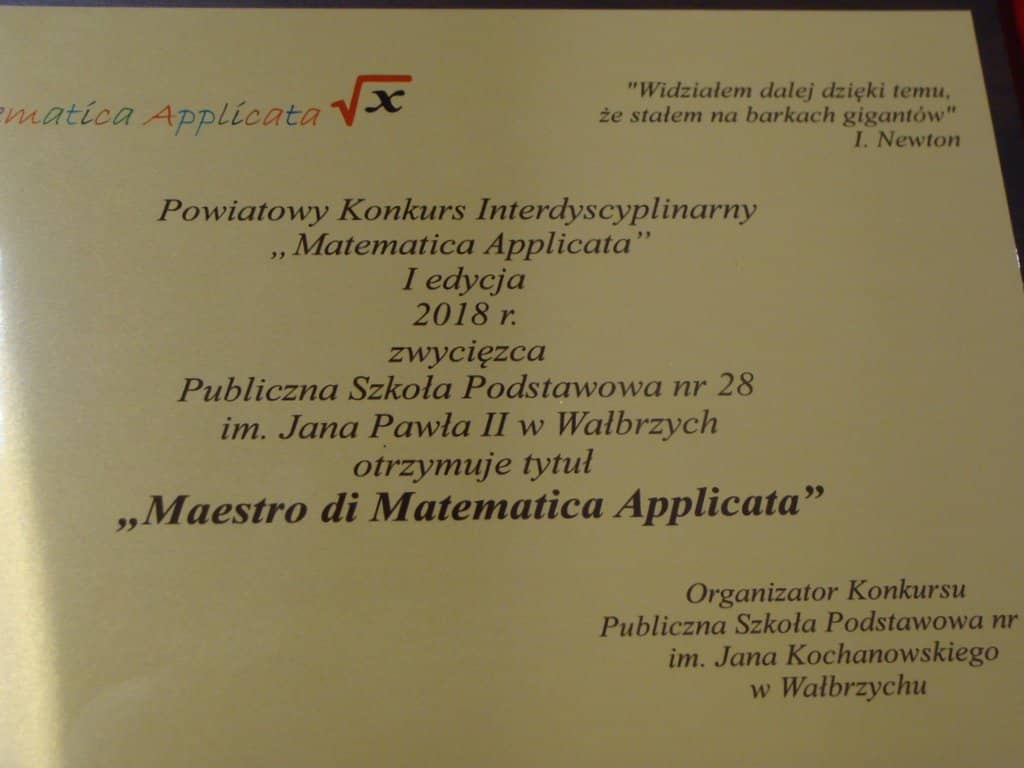 ematica Applicata √x
"Widziałem dalej dzięki temu,
że stałem na barkach gigantów"
I. Newton
Powiatowy Konkurs Interdyscyplinarny
„Matematica Applicata”
I edycja
2018 r.
zwycięzca
Publiczna Szkoła Podstawowa nr 28
im. Jana Pawła II w Wałbrzych
otrzymuje tytuł
„Maestro di Matematica Applicata”
Organizator Konkursu
Publiczna Szkoła Podstawowa nr
im. Jana Kochanowskiego
w Wałbrzychu